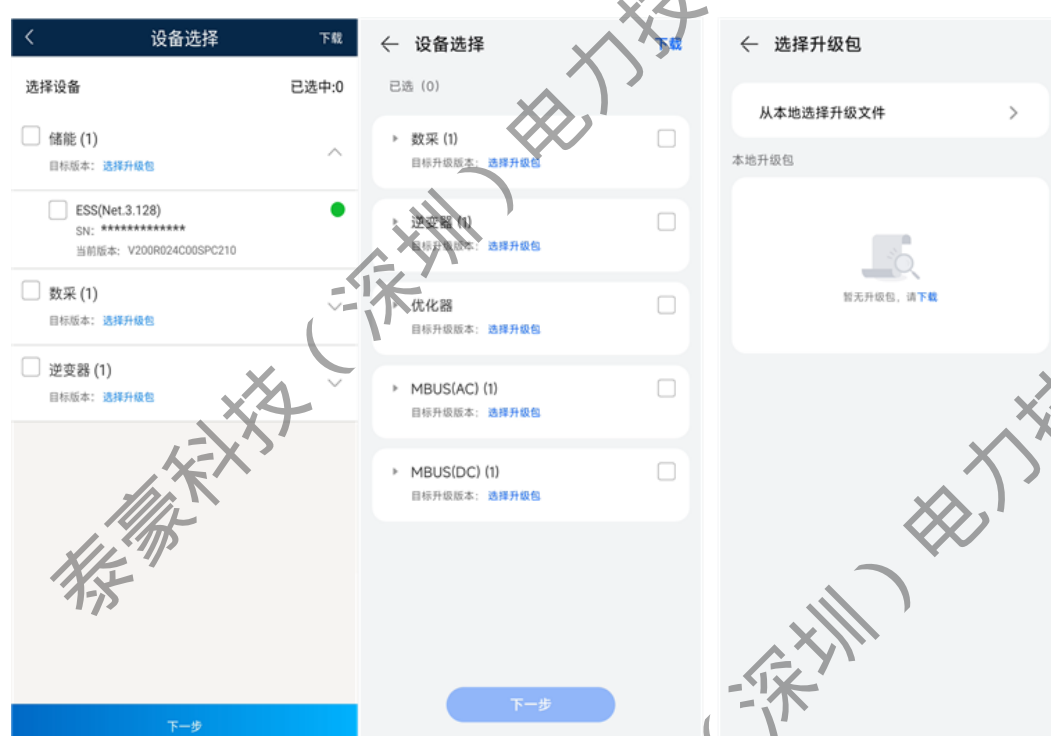 设备选择
下载
选择设备
已选中:0
储能 (1)
目标版本： 选择升级包
ESS(Net.3.128)
SN: *************
当前版本: V200R024C00SPC210
数采 (1)
目标版本： 选择升级包
逆变器 (1)
目标版本： 选择升级包
下一步
设备选择
下载
已选 (0)
数采 (1)
目标升级版本： 选择升级包
逆变器 (1)
目标升级版本： 选择升级包
优化器
目标升级版本： 选择升级包
MBUS(AC) (1)
目标升级版本： 选择升级包
MBUS(DC) (1)
目标升级版本： 选择升级包
下一步
选择升级包
从本地选择升级文件
本地升级包
暂无升级包，请下载
泰豪科技（深圳）电力技
（深圳）电力技